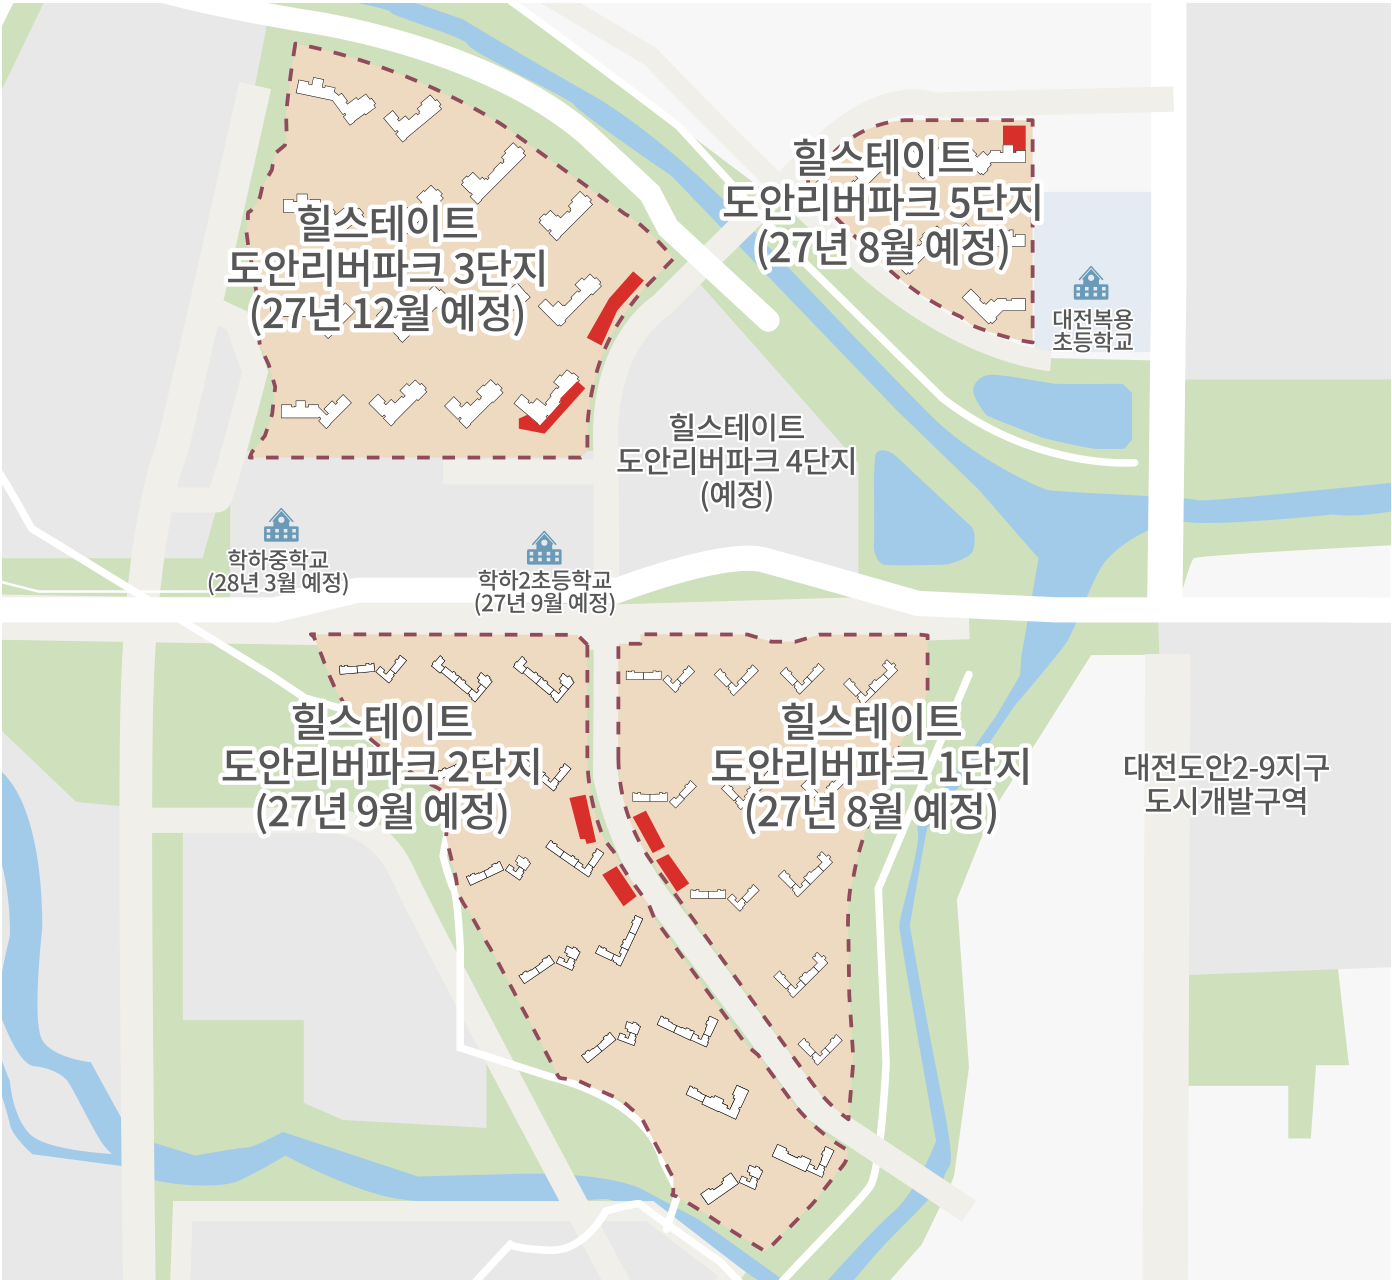 힐스테이트
도안리버파크 5단지
(27년 8월 예정)
힐스테이트
도안리버파크 3단지
(27년 12월 예정)
대전복용
초등학교
힐스테이트
도안리버파크 4단지
(예정)
학하중학교
(28년 3월 예정)
학하2초등학교
(27년 9월 예정)
힐스테이트
도안리버파크 2단지
(27년 9월 예정)
힐스테이트
도안리버파크 1단지
(27년 8월 예정)
대전도안2-9지구
도시개발구역